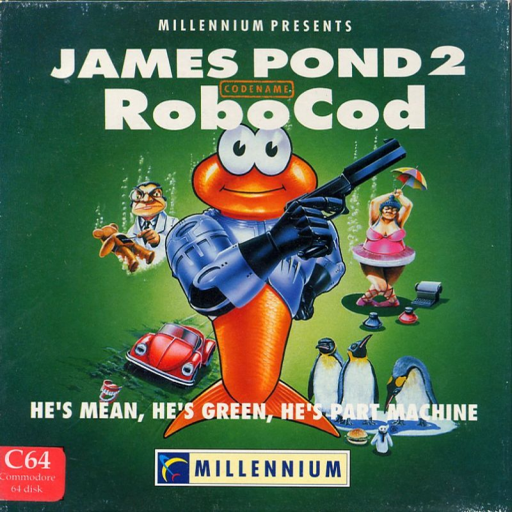 MILLENNIUM PRESENTS
JAMES POND 2
CODENAME
RoboCod
HE'S MEAN, HE'S GREEN, HE'S PART MACHINE
C64
Commodore
64 disk
MILLENNIUM